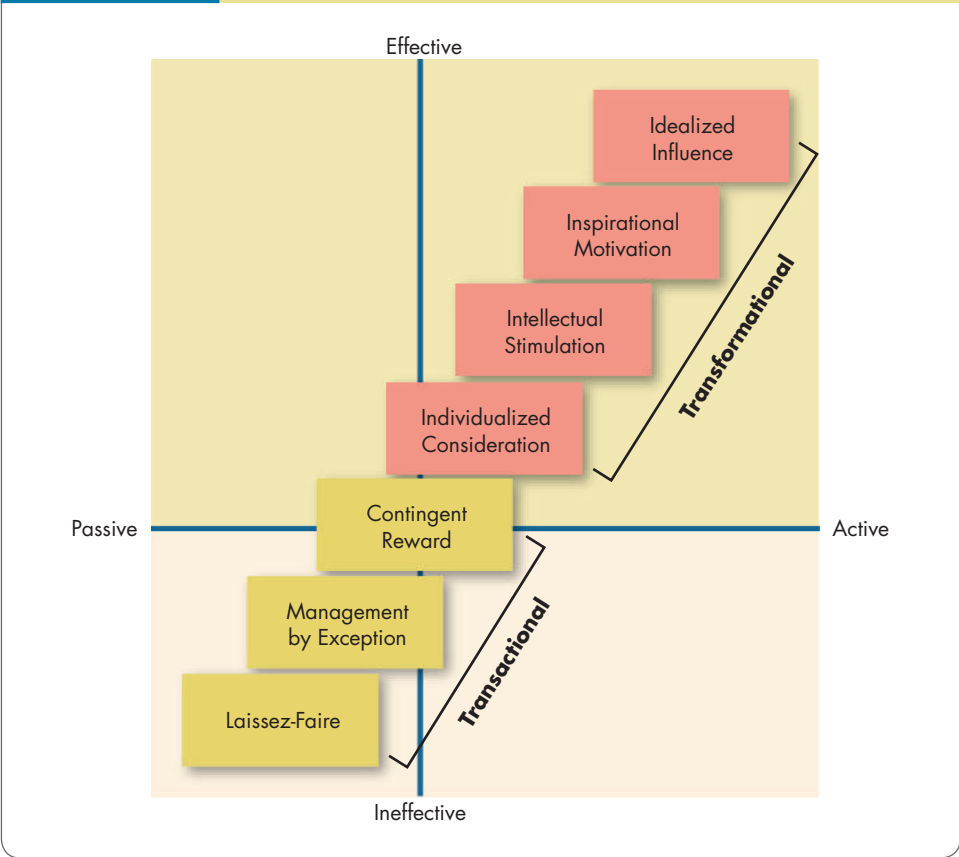 Effective
Idealized
Influence
Inspirational
Motivation
Intellectual
Stimulation
Transformational
Individualized
Consideration
Contingent
Reward
Passive
Active
Management
by Exception
Transactional
Laissez-Faire
Ineffective